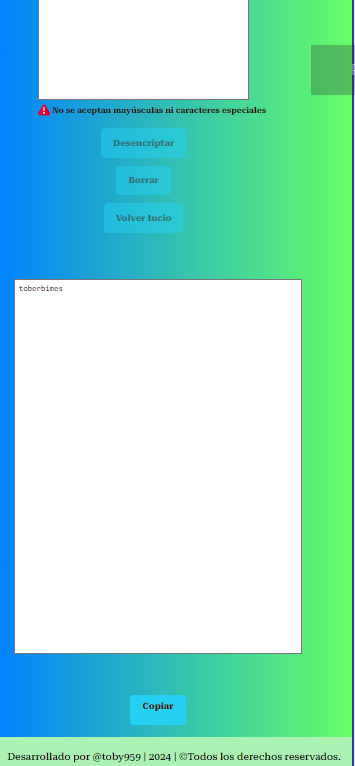 No se aceptan mayúsculas ni caracteres especiales
Desencriptar
Borrar
Volver Incio
toberbimes
Copiar
Desarrollado por @toby959 | 2024 | ©Todos los derechos reservados.